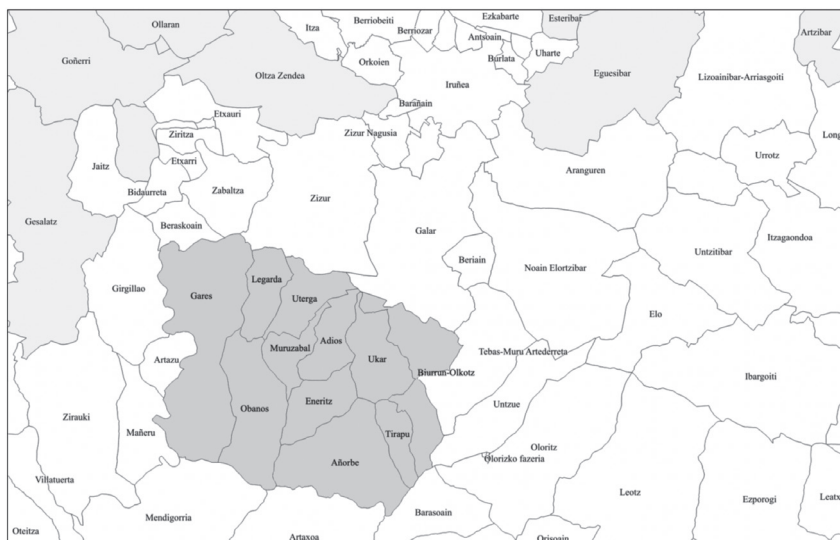 Ollaran
Itza
Berriobeiti
Berriozar
Ezkabarte
Antsoain
Esteribar
Artzibar
Goñerri
Oltza Zendea
Orkoien
Burlata
Uharte
Eguesibar
Lizoainibar-Arriasgoiti
Iruñea
Barañain
Etxauri
Ziritza
Zizur Nagusia
Etxarri
Jaitz
Bidaurreta
Zabaltza
Zizur
Aranguren
Urrotz
Gesalatz
Beraskoain
Galar
Beriain
Noain Elortzibar
Untzitibar
Itzagaondoa
Girgillao
Gares
Legarda
Uterga
Elo
Artazu
Muruzabal
Adios
Ukar
Biurrun-Olkotz
Tebas-Muru Artederreta
Ibargoiti
Zirauki
Mañeru
Obanos
Eneritz
Tirapu
Untzue
Añorbe
Oloritz
Olorizko fazeria
Villatuerta
Leotz
Ezporogi
Mendigorria
Barasoain
Oteitza
Artaxoa
Orisoain